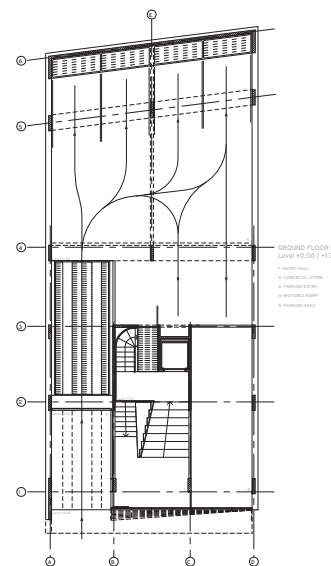 E
6
5
4
3
2
1
GROUND FLOOR
Level +0.00 / +1.
1- ENTRY HALL
2- COMERCIAL STORE
3- PARKING ENTRY
4- MOVABLE RAMP
5- PARKING AREA
A
B
C
D